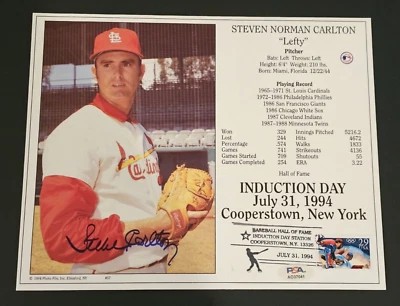 STEVEN NORMAN CARLTON
"Lefty"
Pitcher
Bats: Left Throws: Left
Height: 6'4" Weight: 210 lbs.
Born: Miami, Florida 12/22/44
Playing Record
1965-1971 St. Louis Cardinals
1972-1986 Philadelphia Phillies
1986 San Francisco Giants
1986 Chicago White Sox
1987 Cleveland Indians
1987-1988 Minnesota Twins
Won 329 Innings Pitched 5216.2
Lost 244 Hits 4672
Percentage .574 Walks 1833
Games 741 Strikeouts 4136
Games Started 709 Shutouts 55
Games Completed 254 ERA 3.22
Hall of Fame
INDUCTION DAY
July 31, 1994
Cooperstown, New York
BASEBALL HALL OF FAME
INDUCTION DAY STATION
COOPERSTOWN, N.Y. 13326
JULY 31, 1994
29
PSA
Cardinals
Steve Carlton